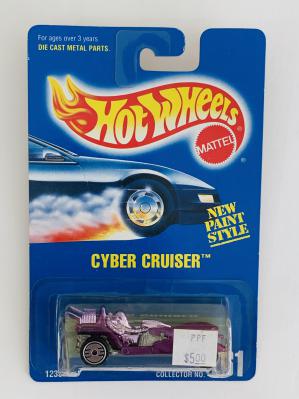 For ages over 3 years
DIE CAST METAL PARTS.
HOT WHEELS
MATTEL
NEW
PAINT
STYLE
CYBER CRUISER™
PPF
$5.00
COLLECTOR NO.